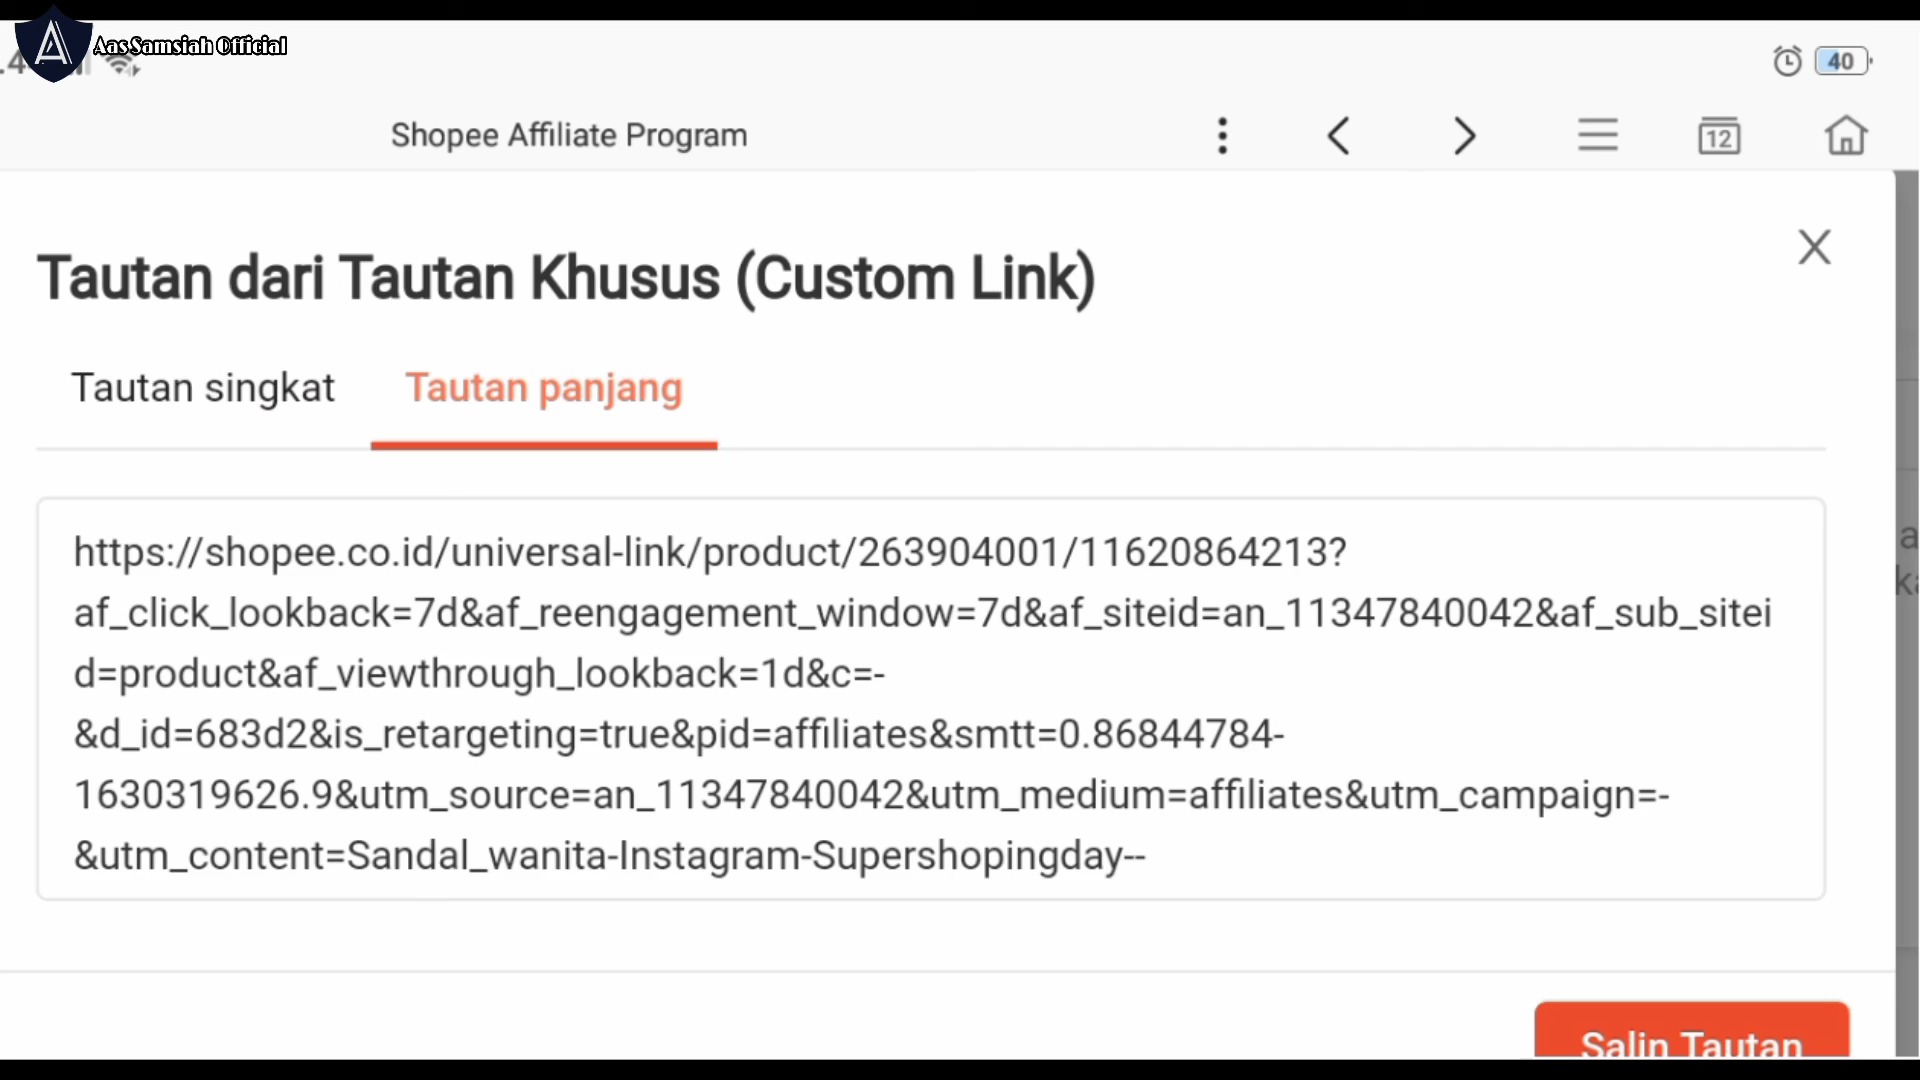 Aas Samsiah Official
40
Shopee Affiliate Program
12
Tautan dari Tautan Khusus (Custom Link)
Tautan singkat
Tautan panjang
https://shopee.co.id/universal-link/product/263904001/11620864213?
af_click_lookback=7d&af_reengagement_window=7d&af_siteid=an_11347840042&af_sub_sitei
d=product&af_viewthrough_lookback=1d&c=-
&d_id=683d2&is_retargeting=true&pid=affiliates&smtt=0.86844784-
1630319626.9&utm_source=an_11347840042&utm_medium=affiliates&utm_campaign=-
&utm_content=Sandal_wanita-Instagram-Supershopingday--
Salin Tautan